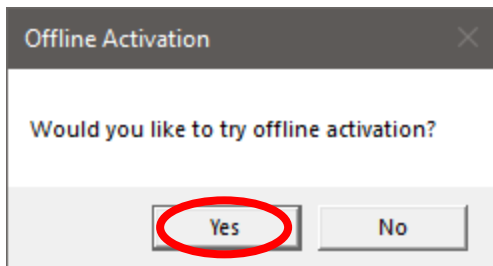 Offline Activation
Would you like to try offline activation?
Yes No